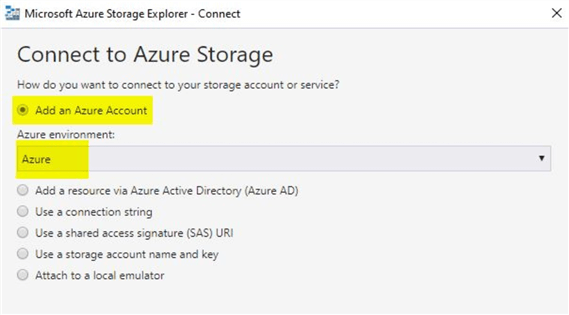 Microsoft Azure Storage Explorer - Connect
Connect to Azure Storage
How do you want to connect to your storage account or service?
Add an Azure Account
Azure environment:
Azure
Add a resource via Azure Active Directory (Azure AD)
Use a connection string
Use a shared access signature (SAS) URI
Use a storage account name and key
Attach to a local emulator